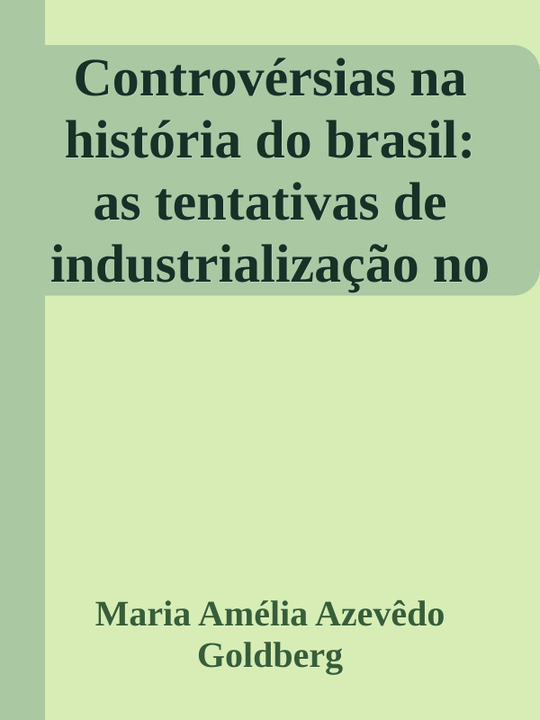 Controvérsias na
história do brasil:
as tentativas de
industrialização no
Maria Amélia Azevêdo
Goldberg